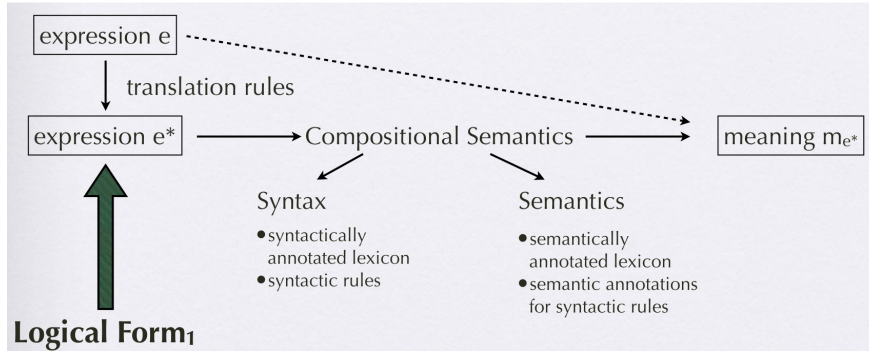 expression e
translation rules
expression e*
Compositional Semantics
meaning mₑ*
Syntax
•syntactically
annotated lexicon
•syntactic rules
Semantics
•semantically
annotated lexicon
•semantic annotations
for syntactic rules
Logical Form₁